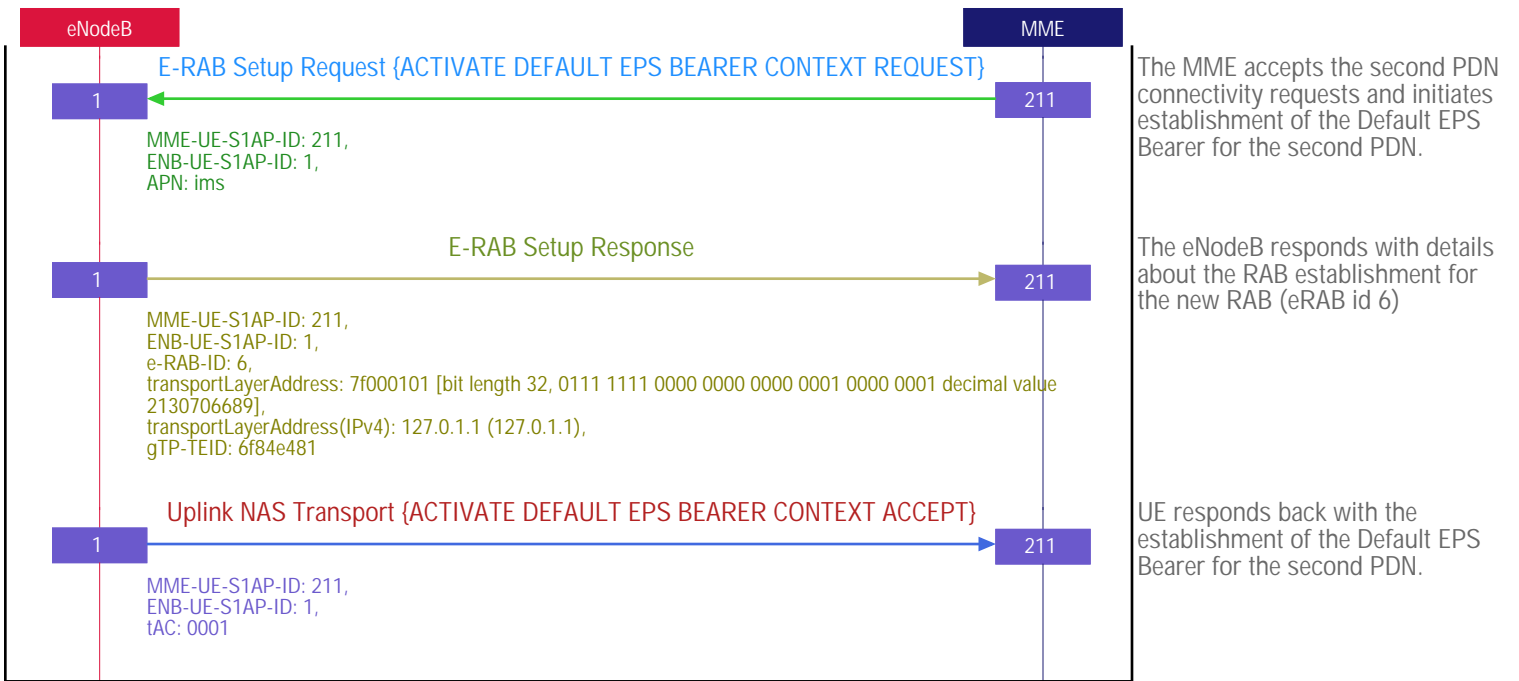 eNodeB
MME
E-RAB Setup Request {ACTIVATE DEFAULT EPS BEARER CONTEXT REQUEST}
1
211
MME-UE-S1AP-ID: 211,
ENB-UE-S1AP-ID: 1,
APN: ims
The MME accepts the second PDN
connectivity requests and initiates
establishment of the Default EPS
Bearer for the second PDN.
E-RAB Setup Response
1
211
MME-UE-S1AP-ID: 211,
ENB-UE-S1AP-ID: 1,
e-RAB-ID: 6,
transportLayerAddress: 7f000101 [bit length 32, 0111 1111 0000 0000 0000 0001 0000 0001 decimal value
2130706689],
transportLayerAddress(IPv4): 127.0.1.1 (127.0.1.1),
gTP-TEID: 6f84e481
The eNodeB responds with details
about the RAB establishment for
the new RAB (eRAB id 6)
Uplink NAS Transport {ACTIVATE DEFAULT EPS BEARER CONTEXT ACCEPT}
1
211
MME-UE-S1AP-ID: 211,
ENB-UE-S1AP-ID: 1,
tAC: 0001
UE responds back with the
establishment of the Default EPS
Bearer for the second PDN.